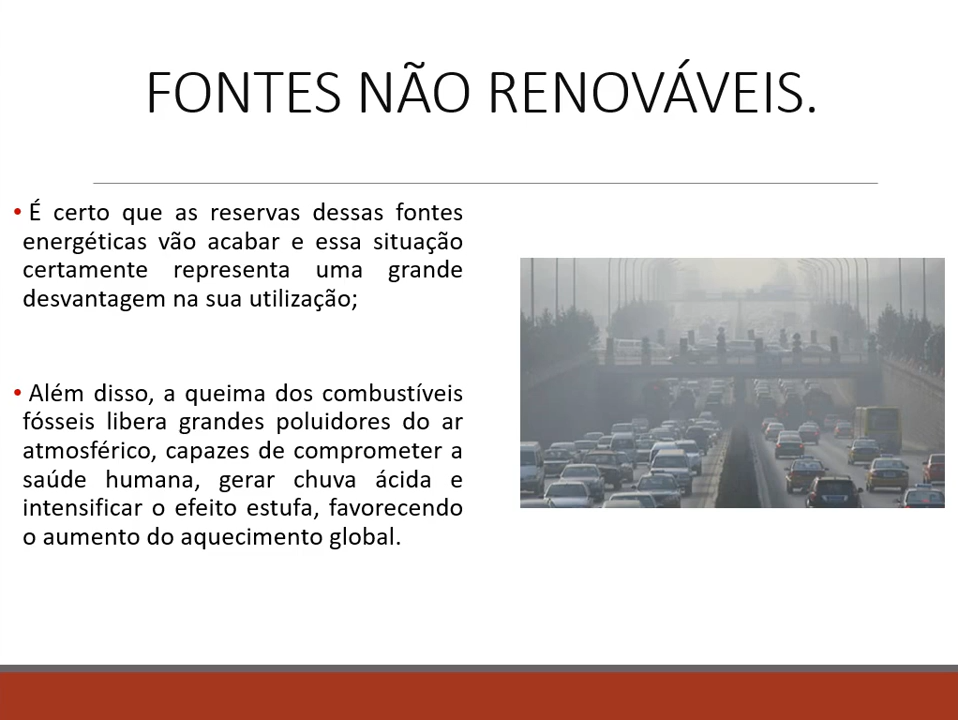 FONTES NÃO RENOVÁVEIS.
• É certo que as reservas dessas fontes
energéticas vão acabar e essa situação
certamente representa uma grande
desvantagem na sua utilização;
• Além disso, a queima dos combustíveis
fósseis libera grandes poluidores do ar
atmosférico, capazes de comprometer a
saúde humana, gerar chuva ácida e
intensificar o efeito estufa, favorecendo
o aumento do aquecimento global.